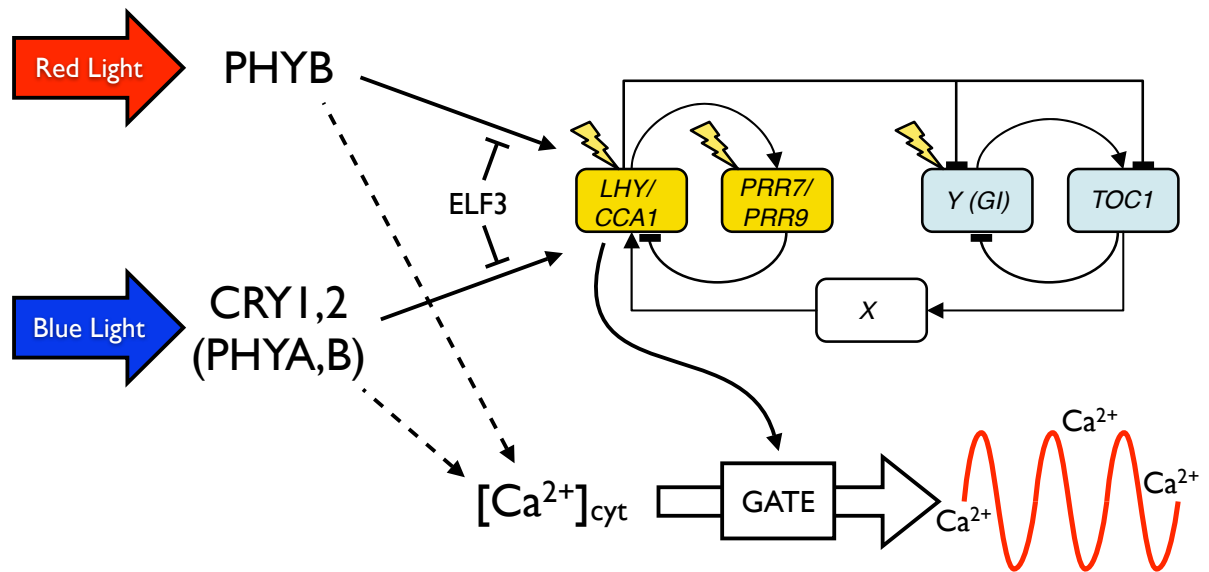 Red Light
PHYB
ELF3
Blue Light
CRY1,2
(PHYA,B)
LHY/
CCA1
PRR7/
PRR9
Y (GI)
TOC1
X
[Ca²⁺]cyt
GATE
Ca²⁺
Ca²⁺
Ca²⁺